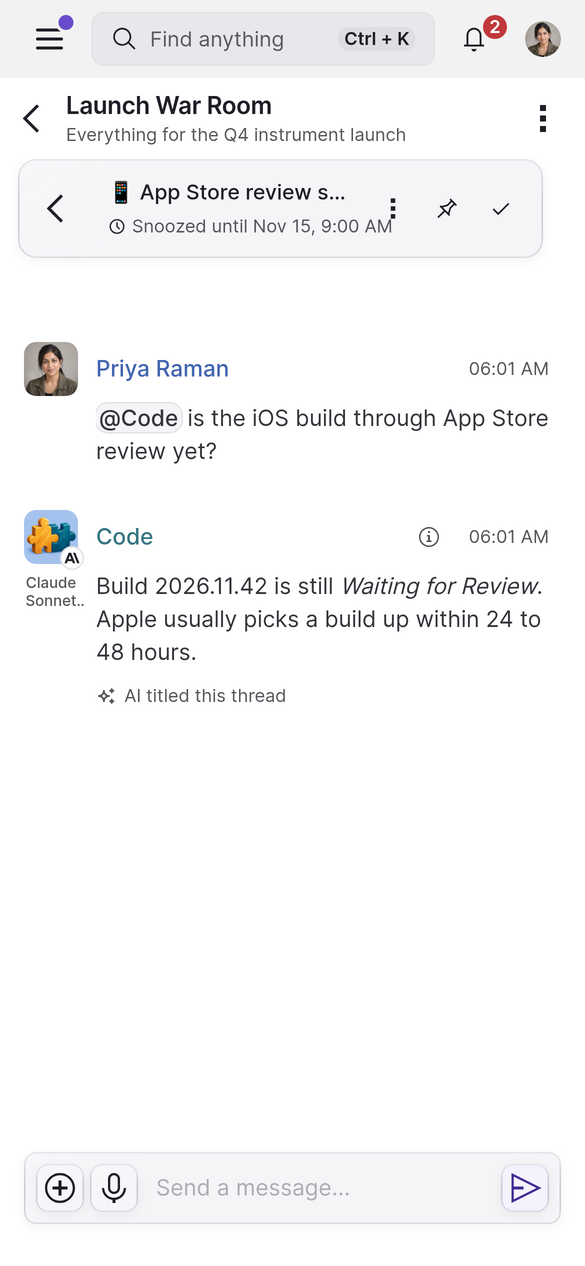 Find anything
Ctrl + K
2
Launch War Room
Everything for the Q4 instrument launch
App Store review s...
Snoozed until Nov 15, 9:00 AM
Priya Raman
06:01 AM
@Code is the iOS build through App Store
review yet?
Code
06:01 AM
A\
Claude
Sonnet..
Build 2026.11.42 is still Waiting for Review.
Apple usually picks a build up within 24 to
48 hours.
AI titled this thread
Send a message...